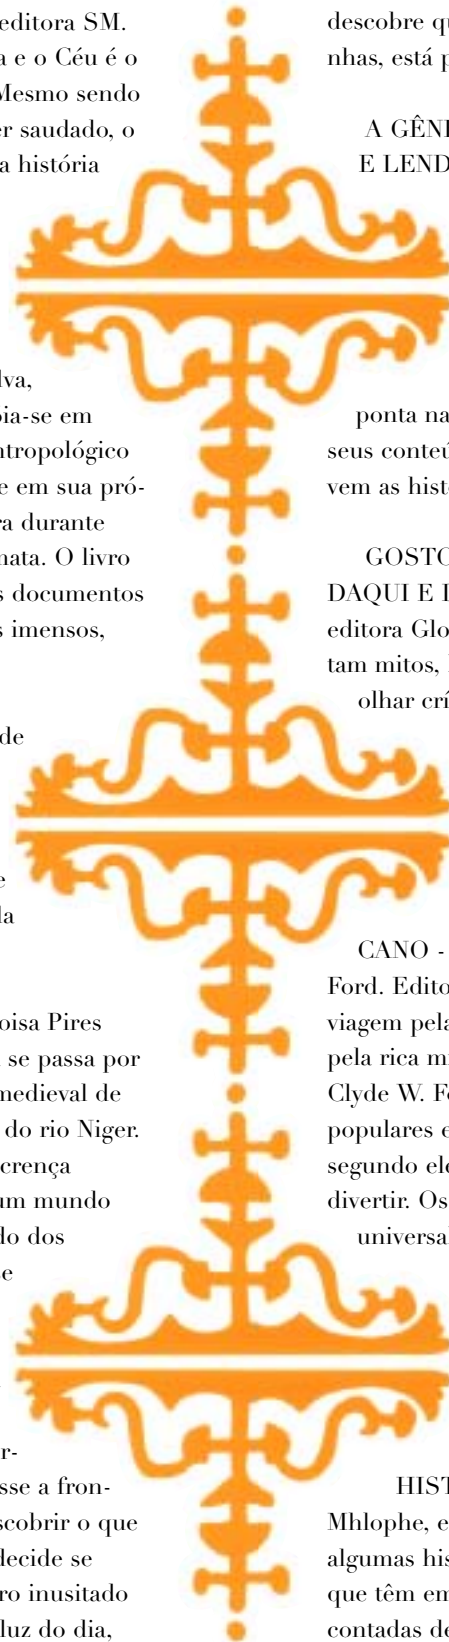 editora SM.
a e o Céu é o
Mesmo sendo
er saudado, o
a história
lva,
oia-se em
ntropológico
e em sua pró-
ra durante
nata. O livro
s documentos
s imensos,
de
e
la
oisa Pires
se passa por
medieval de
do rio Niger.
crença
um mundo
do dos
e
r-
sse a fron-
scobrir o que
decide se
ro inusitado
luz do dia,
descobre qu
nhas, está p
A GÊN
E LEND
ponta na
seus conteú
vem as hist
GOSTO
DAQUI E
editora Glo
tam mitos,
olhar crí
CANO -
Ford. Edito
viagem pela
pela rica m
Clyde W. F
populares e
segundo ele
divertir. Os
universa
HIST
Mhlophe, e
algumas his
que têm em
contadas de